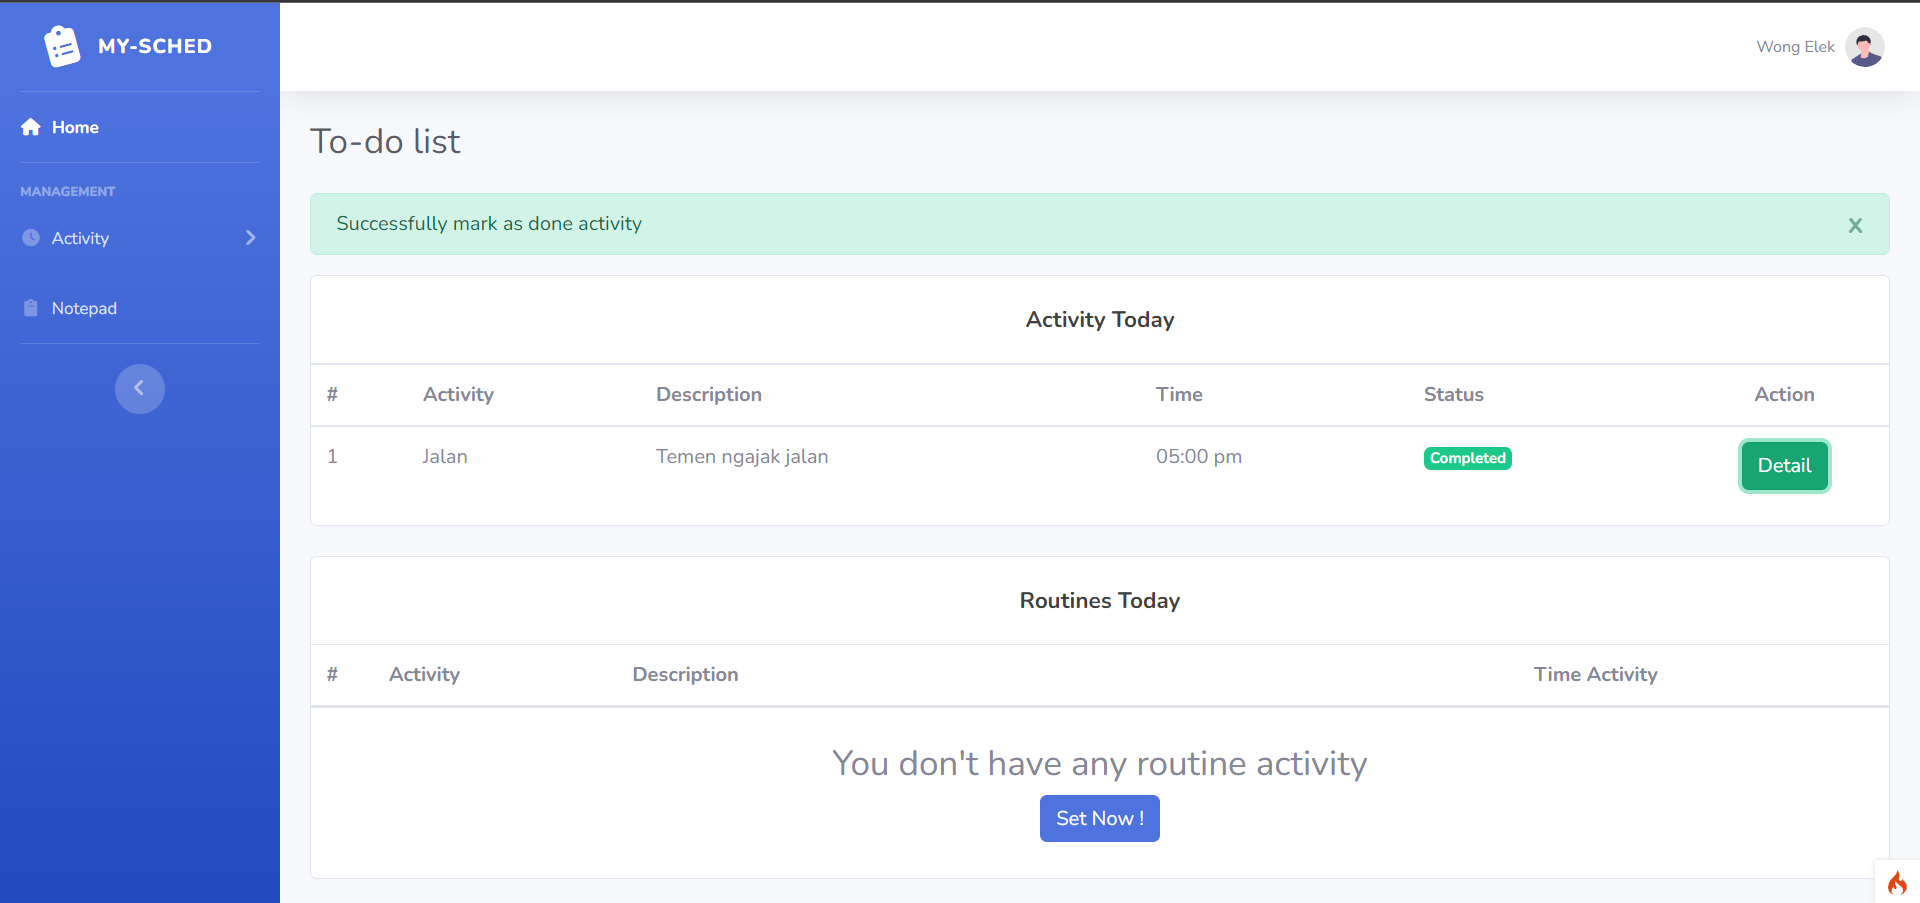 MY-SCHED
Wong Elek
Home
MANAGEMENT
Activity
Notepad
To-do list
Successfully mark as done activity
x
Activity Today
# Activity Description Time Status Action
1 Jalan Temen ngajak jalan 05:00 pm Completed Detail
Routines Today
# Activity Description Time Activity
You don't have any routine activity
Set Now !